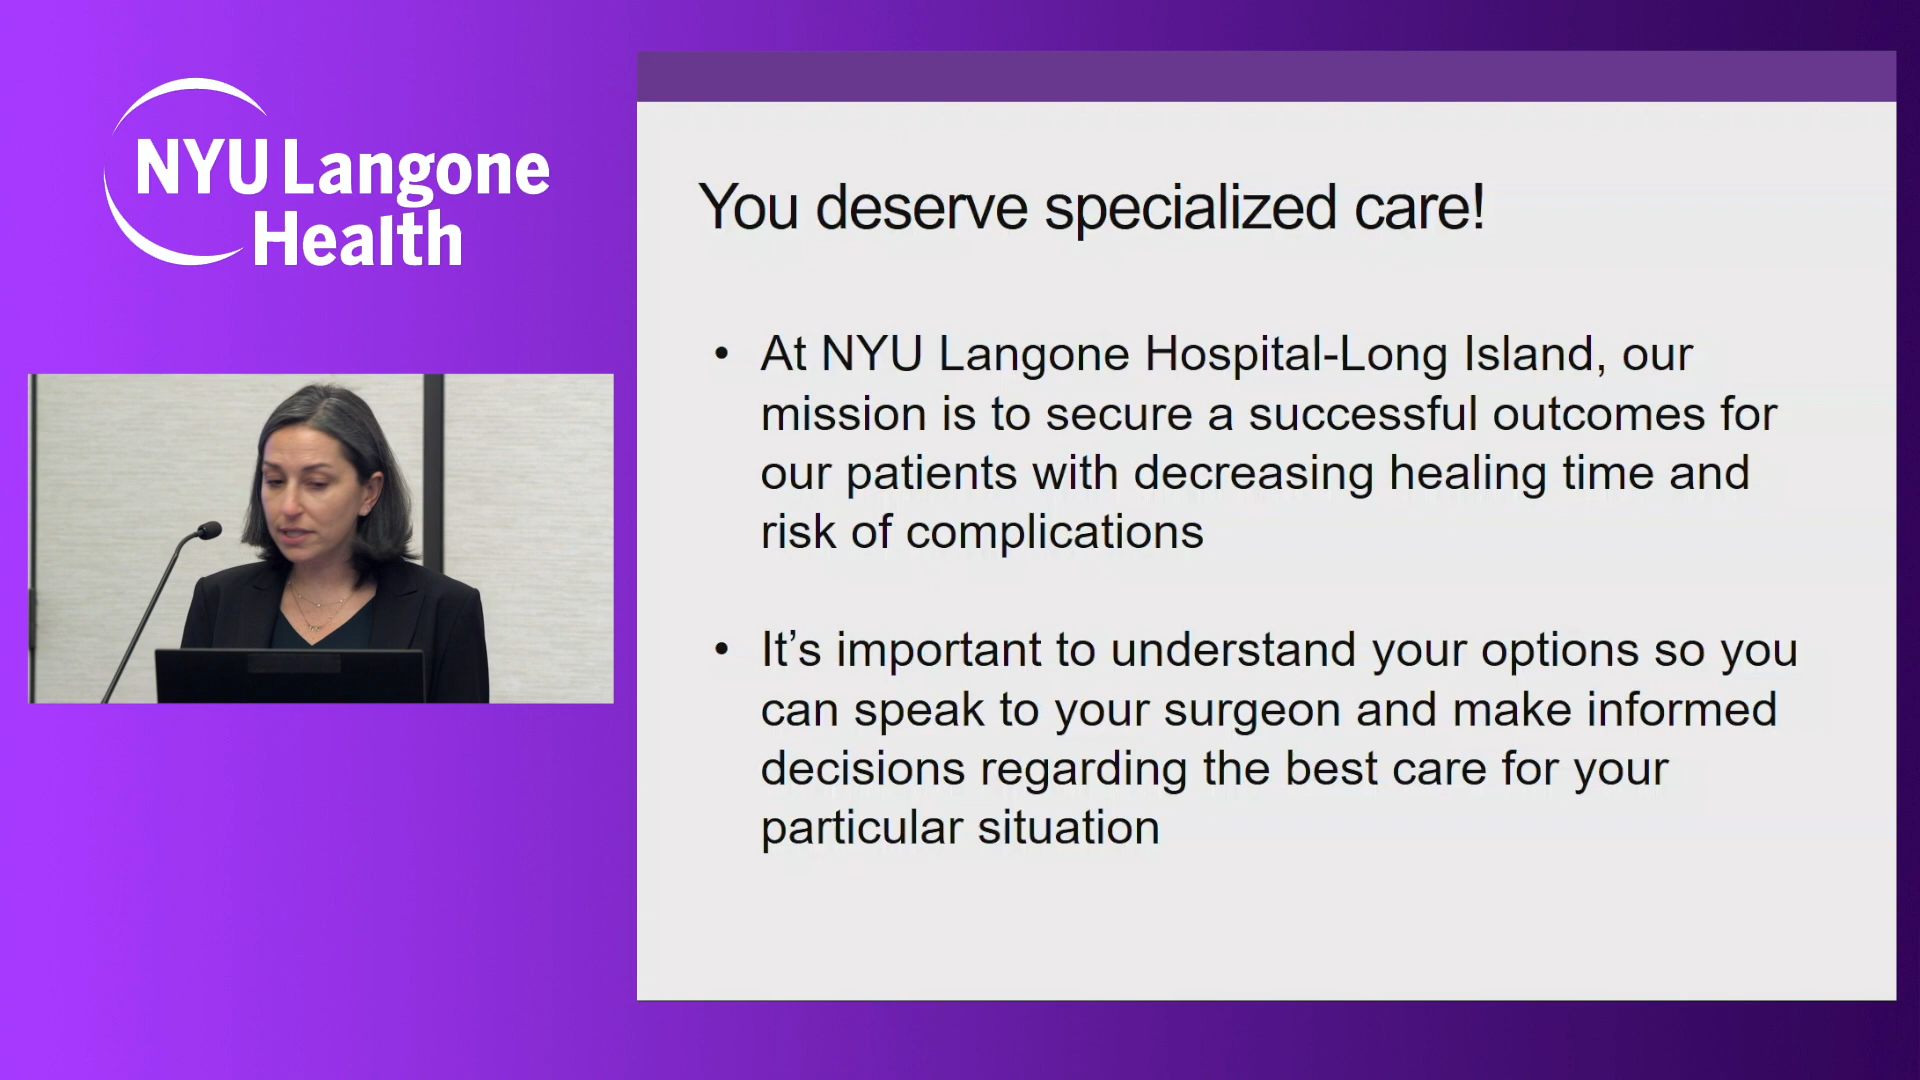 NYU Langone
Health
You deserve specialized care!
• At NYU Langone Hospital-Long Island, our
mission is to secure a successful outcomes for
our patients with decreasing healing time and
risk of complications
• It’s important to understand your options so you
can speak to your surgeon and make informed
decisions regarding the best care for your
particular situation